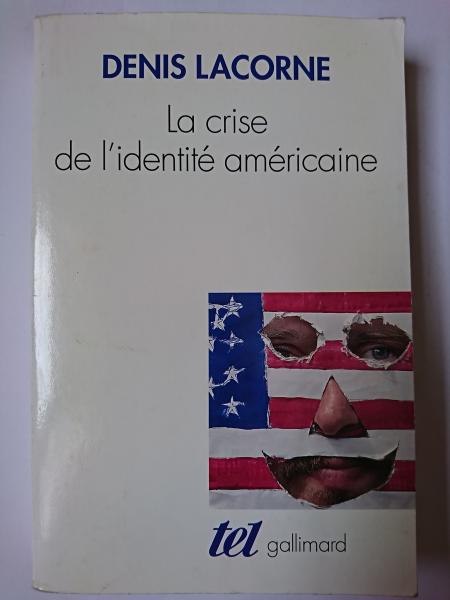 DENIS LACORNE
La crise
de l'identité américaine
tel gallimard